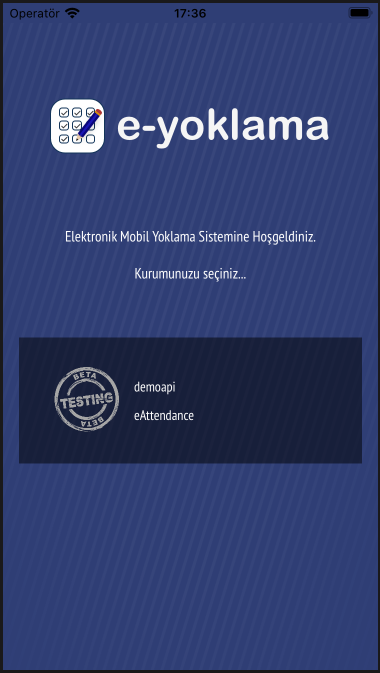 Operatör 17:36
e-yoklama
Elektronik Mobil Yoklama Sistemine Hoşgeldiniz.
Kurumunuzu seçiniz...
BETA
TESTING
BETA
demoapi
eAttendance